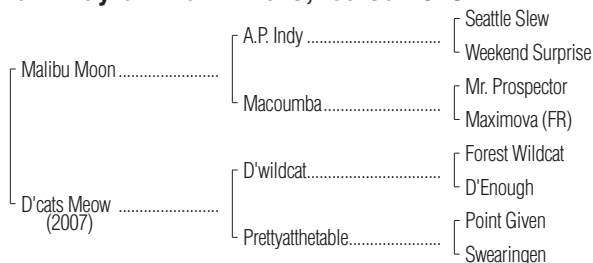 Malibu Moon
D'cats Meow
(2007)
A.P. Indy
Macoumba
D'wildcat
Prettyatthetable
Seattle Slew
Weekend Surprise
Mr. Prospector
Maximova (FR)
Forest Wildcat
D'Enough
Point Given
Swearingen